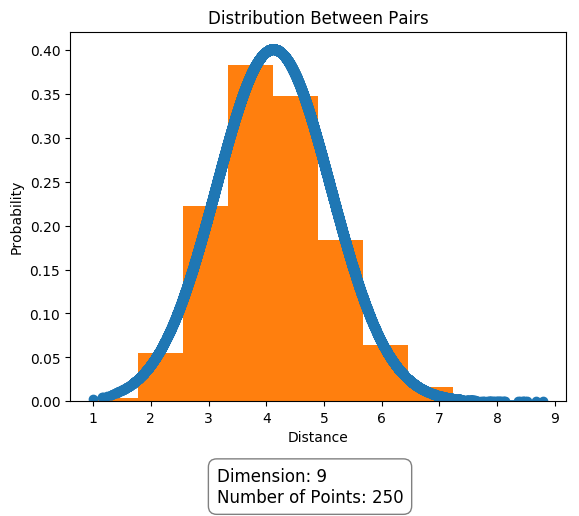 Distribution Between Pairs
0.40
0.35
0.30
0.25
0.20
0.15
0.10
0.05
0.00
Probability
1 2 3 4 5 6 7 8 9
Distance
Dimension: 9
Number of Points: 250